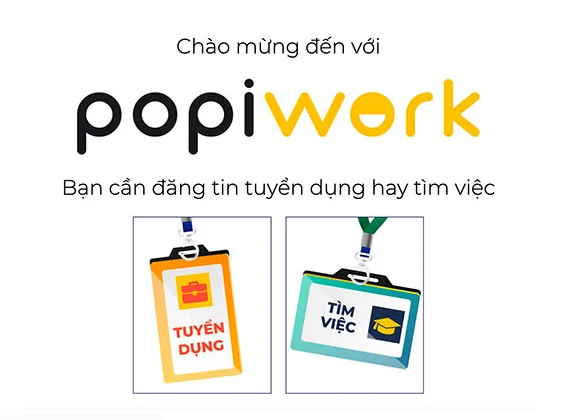 Chào mừng đến với
popiwork
Bạn cần đăng tin tuyển dụng hay tìm việc
TUYỂN
DỤNG
TÌM
VIỆC